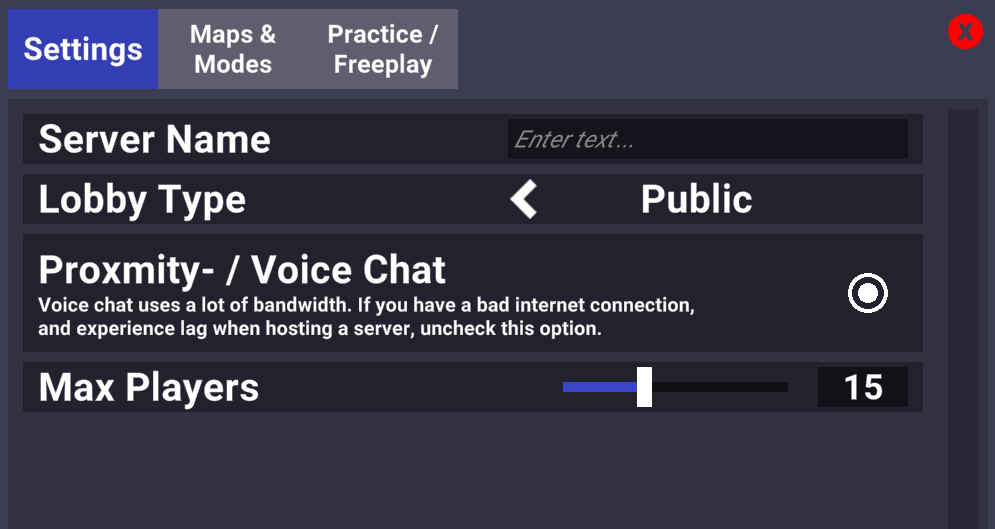 Settings
Maps &
Modes
Practice /
Freeplay
X
Server Name
Enter text...
Lobby Type
Public
Proxmity- / Voice Chat
Voice chat uses a lot of bandwidth. If you have a bad internet connection,
and experience lag when hosting a server, uncheck this option.
Max Players
15